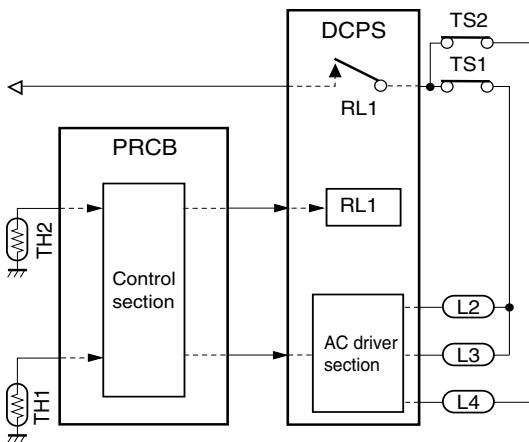 DCPS
TS2
TS1
RL1
PRCB
TH2
RL1
Control
section
L2
AC driver
section
L3
TH1
L4